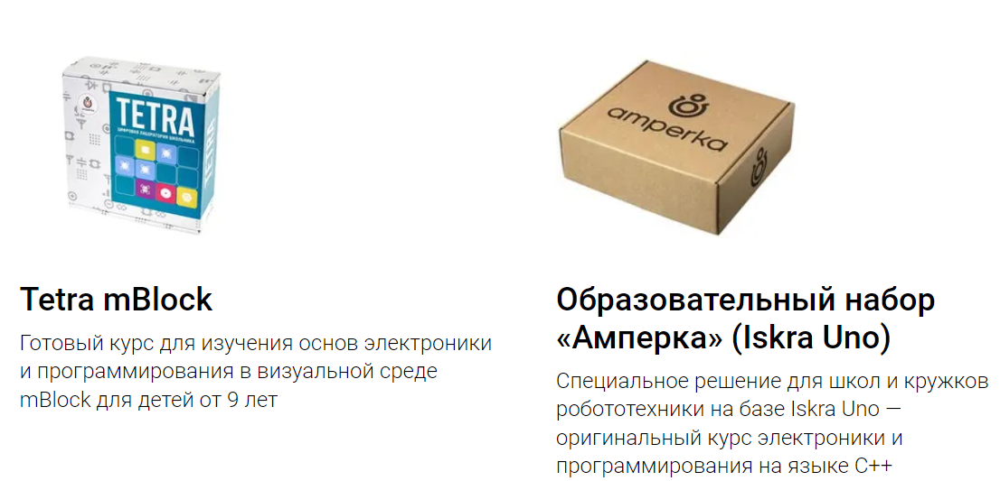 TETRA
ЦИФРОВАЯ ЛАБОРАТОРИЯ ШКОЛЬНИКА
TETRA
amperka
Tetra mBlock
Готовый курс для изучения основ электроники
и программирования в визуальной среде
mBlock для детей от 9 лет
Образовательный набор
«Амперка» (Iskra Uno)
Специальное решение для школ и кружков
робототехники на базе Iskra Uno —
оригинальный курс электроники и
программирования на языке C++